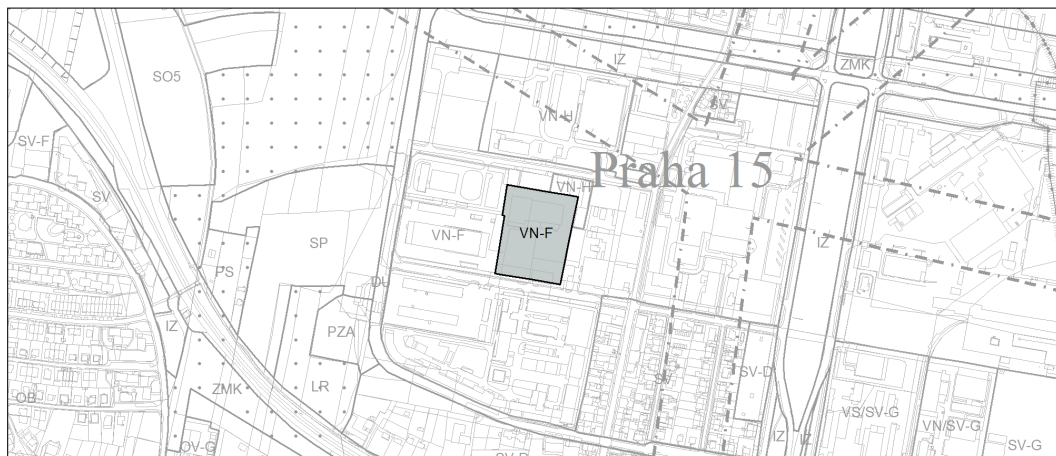 IZ
ZMK
SO5
SV
VN-H
SV-F
Praha 15
VN-H
SV
VN-F
VN-F
SP
IZ
PS
DU
IZ
PZA
SV
SV-D
ZMK
LR
OB
VS/SV-G
VN/SV-G
OV-G
IZ
IZ
SV-G